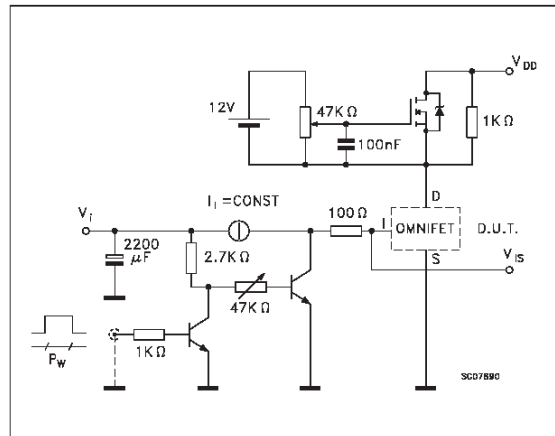 V_DD
12V
47KΩ
1KΩ
100nF
D
I_i = CONST
100Ω
V_i
I
OMNIFET
D.U.T.
2200
μF
2.7KΩ
S
V_IS
47KΩ
P_W
1KΩ
SC07890